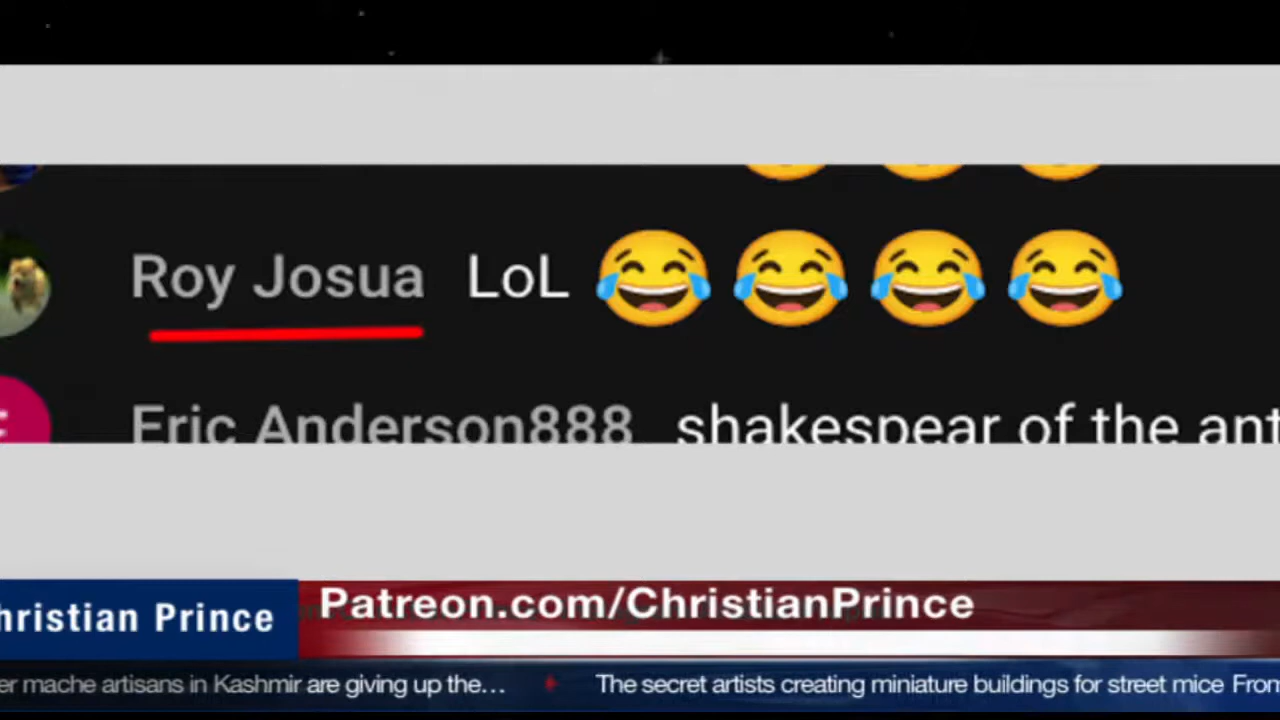 Roy Josua LoL 😂😂😂😂
Eric Anderson888 shakespear of the ant
hristian Prince
Patreon.com/ChristianPrince
er mache artisans in Kashmir are giving up the... The secret artists creating miniature buildings for street mice From